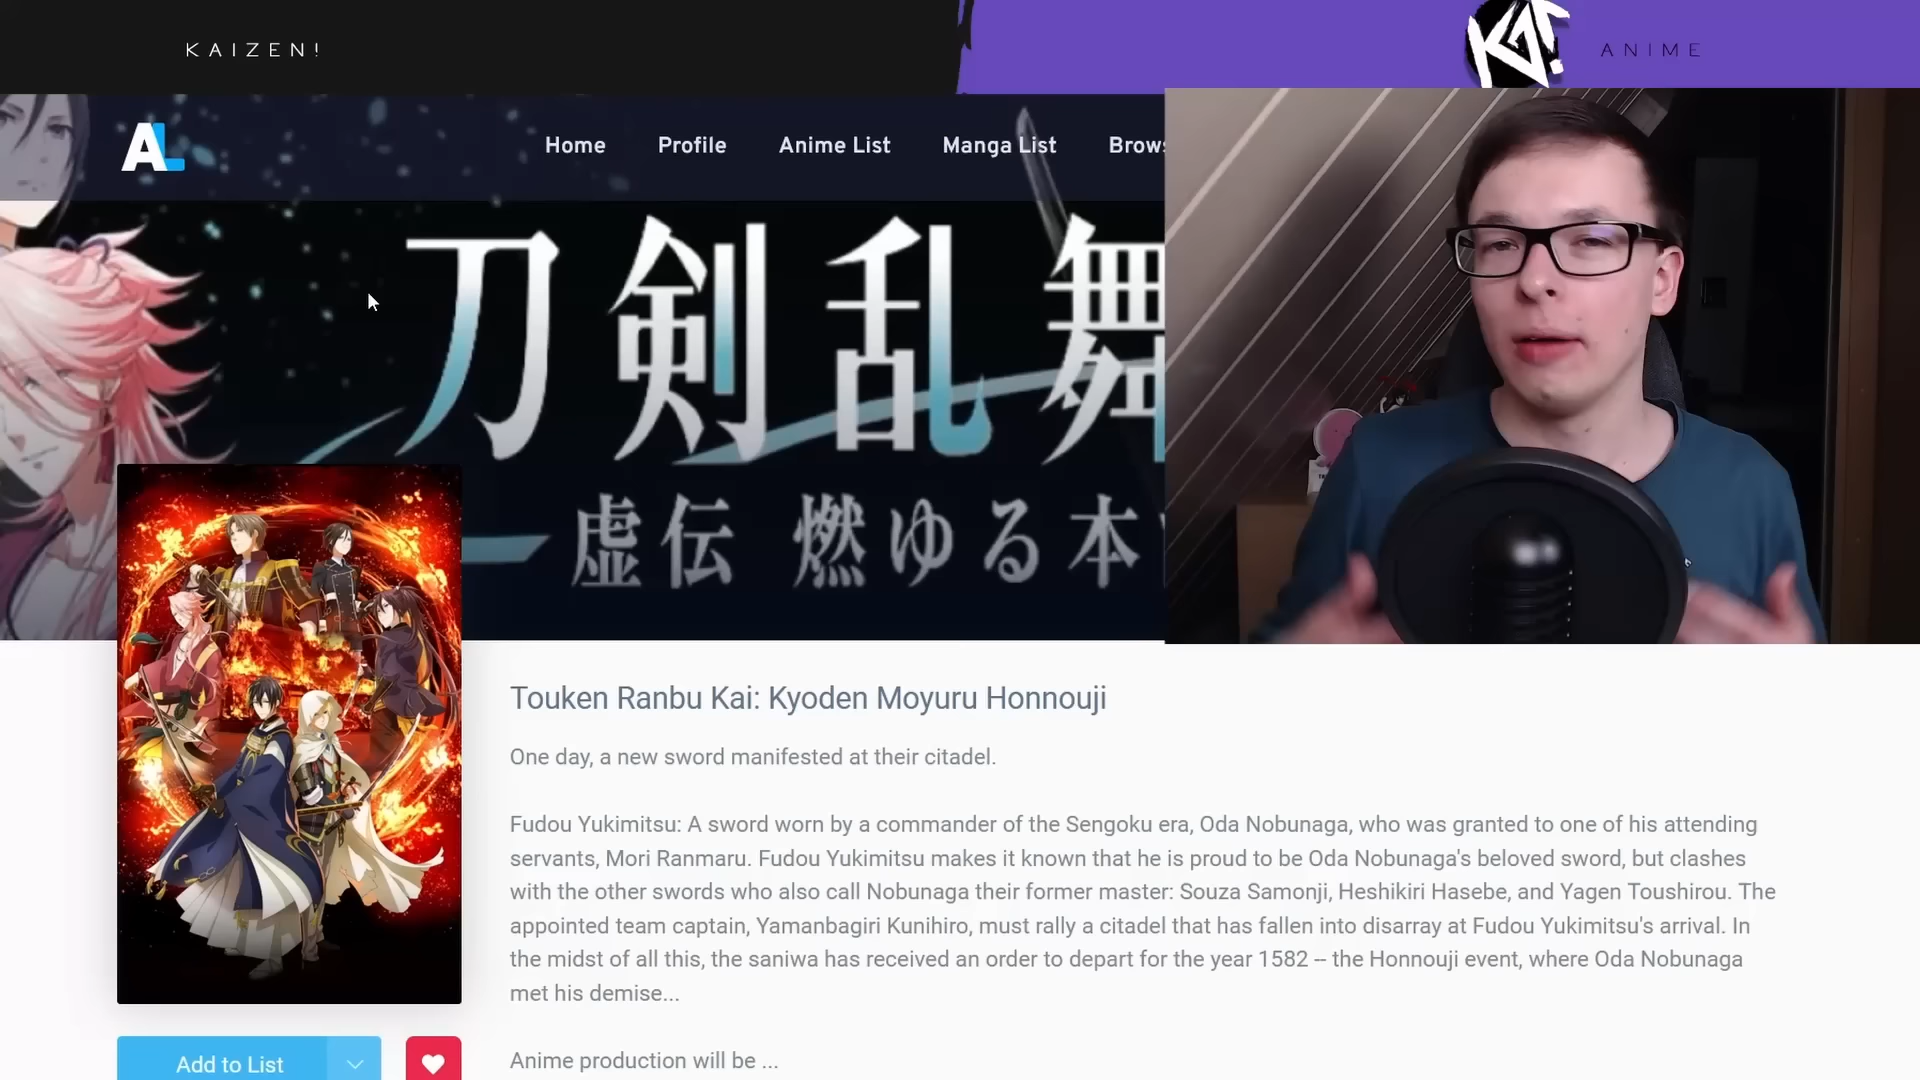 KAIZEN!
KAI!
ANIME
AL
Home Profile Anime List Manga List
刀剣乱舞
虚伝 燃ゆる本
Touken Ranbu Kai: Kyoden Moyuru Honnouji
One day, a new sword manifested at their citadel.
Fudou Yukimitsu: A sword worn by a commander of the Sengoku era, Oda Nobunaga, who was granted to one of his attending
servants, Mori Ranmaru. Fudou Yukimitsu makes it known that he is proud to be Oda Nobunaga's beloved sword, but clashes
with the other swords who also call Nobunaga their former master: Souza Samonji, Heshikiri Hasebe, and Yagen Toushirou. The
appointed team captain, Yamanbagiri Kunihiro, must rally a citadel that has fallen into disarray at Fudou Yukimitsu's arrival. In
the midst of all this, the saniwa has received an order to depart for the year 1582 -- the Honnouji event, where Oda Nobunaga
met his demise...
Anime production will be ...
Add to List